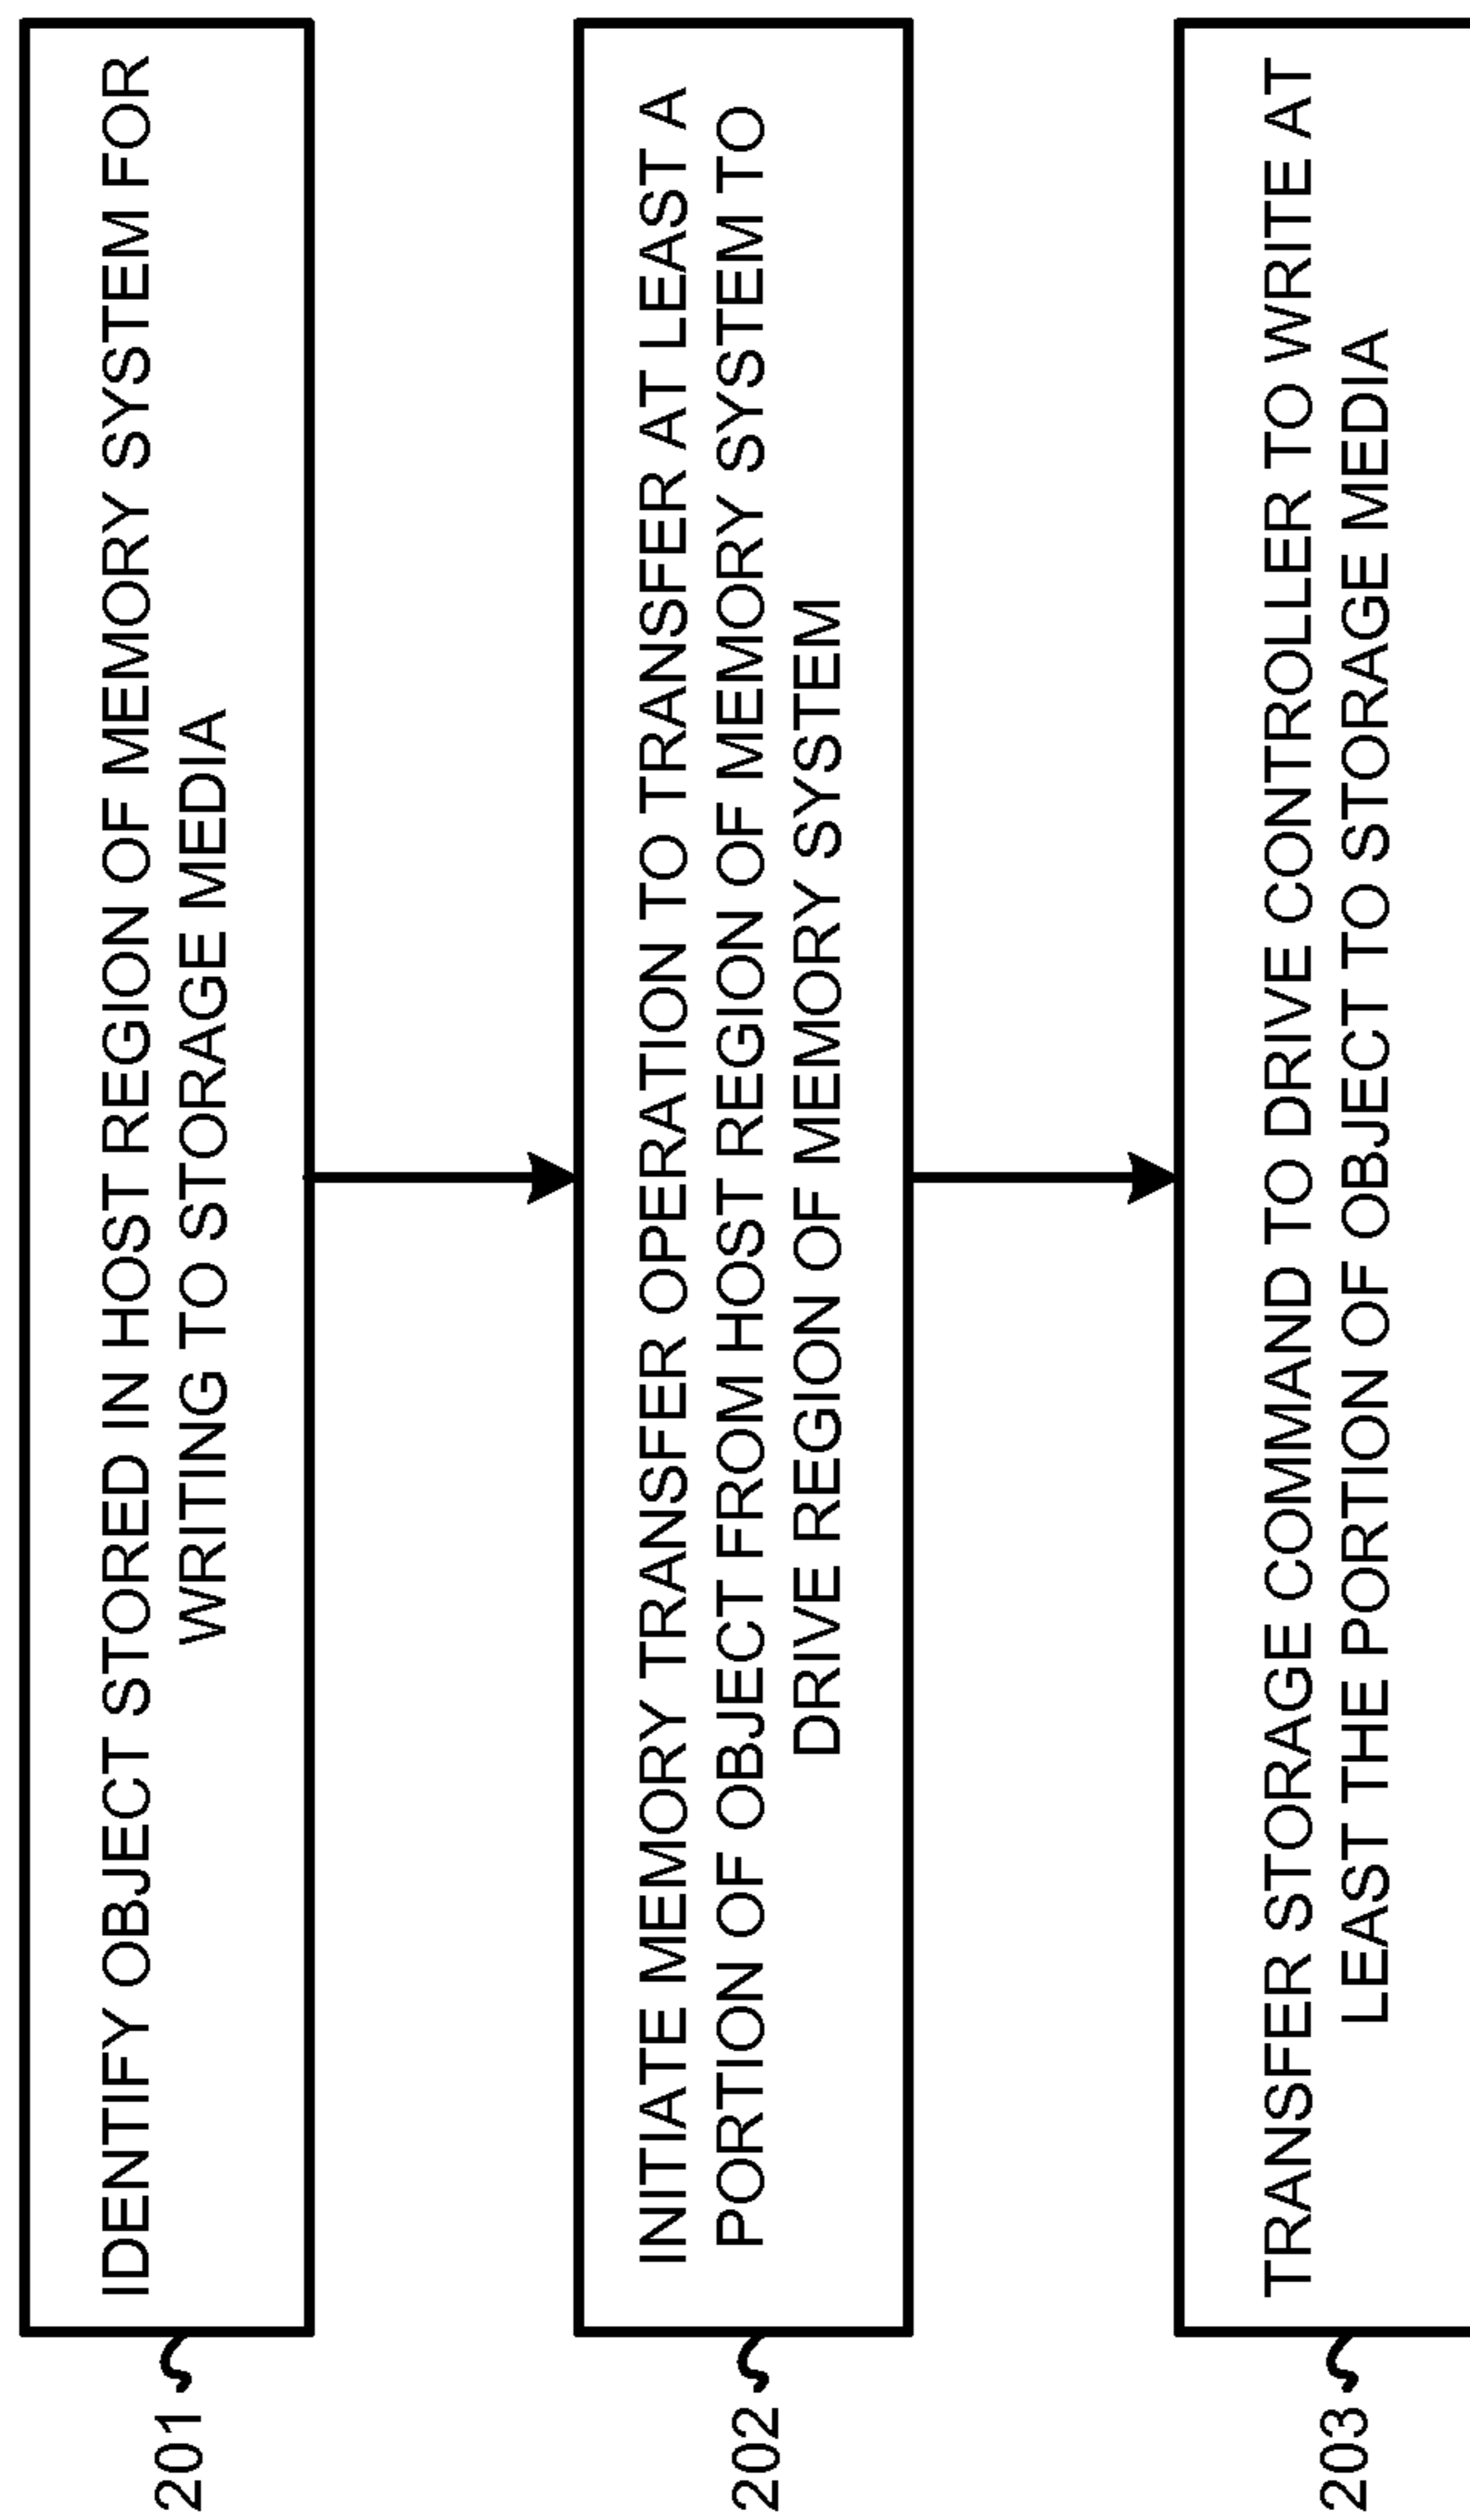 201
IDENTIFY OBJECT STORED IN HOST REGION OF MEMORY SYSTEM FOR
WRITING TO STORAGE MEDIA
202
INITIATE MEMORY TRANSFER OPERATION TO TRANSFER AT LEAST A
PORTION OF OBJECT FROM HOST REGION OF MEMORY SYSTEM TO
DRIVE REGION OF MEMORY SYSTEM
203
TRANSFER STORAGE COMMAND TO DRIVE CONTROLLER TO WRITE AT
LEAST THE PORTION OF OBJECT TO STORAGE MEDIA